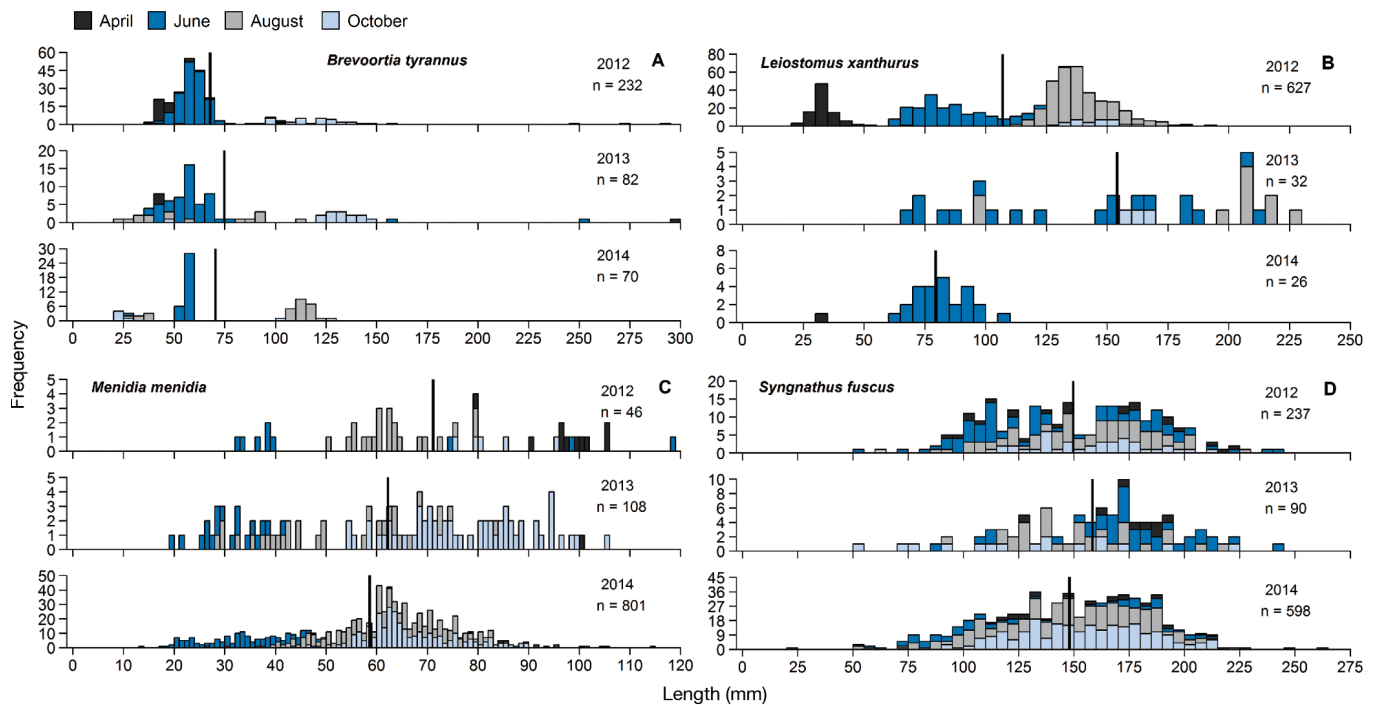 April June August October
Brevoortia tyrannus
A
2012
n = 232
60
45
30
15
0
2013
n = 82
20
15
10
5
0
2014
n = 70
30
24
18
12
6
0
0 25 50 75 100 125 150 175 200 225 250 275 300
Leiostomus xanthurus
B
2012
n = 627
80
60
40
20
0
2013
n = 32
5
4
3
2
1
0
2014
n = 26
8
6
4
2
0
0 25 50 75 100 125 150 175 200 225 250
Menidia menidia
C
2012
n = 46
5
4
3
2
1
0
2013
n = 108
5
4
3
2
1
0
2014
n = 801
50
40
30
20
10
0
0 10 20 30 40 50 60 70 80 90 100 110 120
Syngnathus fuscus
D
2012
n = 237
20
15
10
5
0
2013
n = 90
10
8
6
4
2
0
2014
n = 598
45
36
27
18
9
0
0 25 50 75 100 125 150 175 200 225 250 275
Frequency
Length (mm)